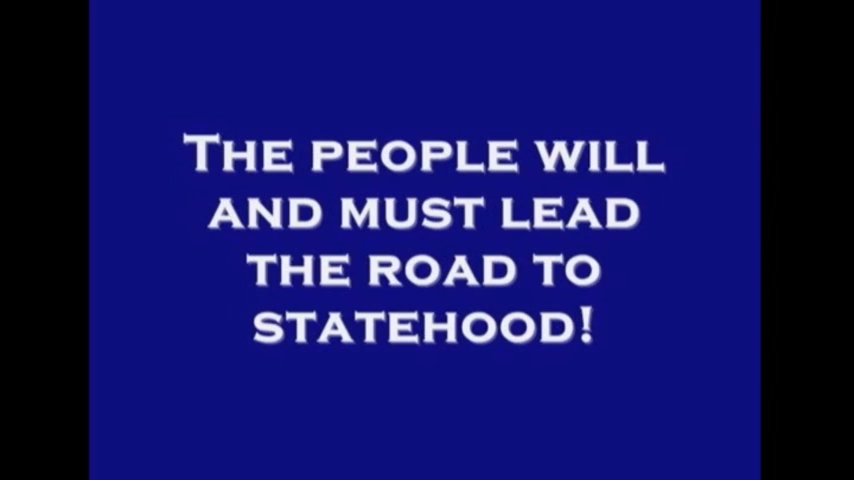 THE PEOPLE WILL
AND MUST LEAD
THE ROAD TO
STATEHOOD!